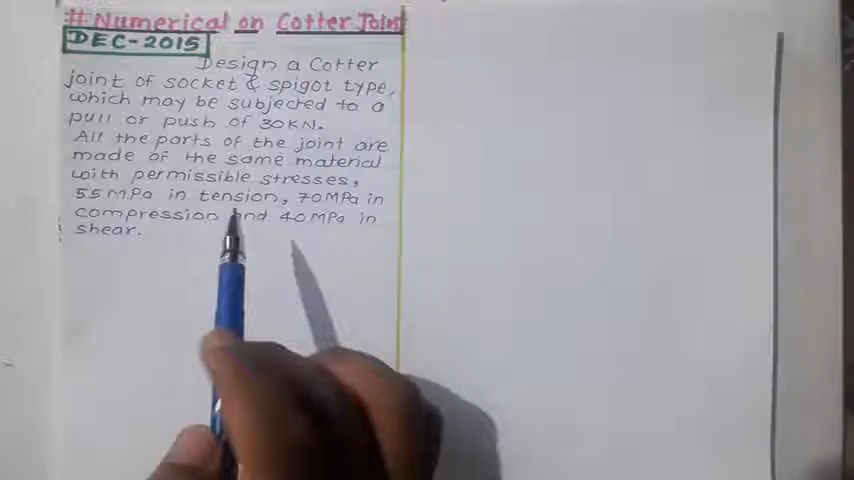 # Numerical on Cotter Joint
DEC-2015
Design a Cotter
joint of socket & spigot type,
which may be subjected to a
pull or push of 30KN.
All the parts of the joint are
made of the same material
with permissible stresses,
55MPa in tension, 70MPa in
compression and 40MPa in
shear.